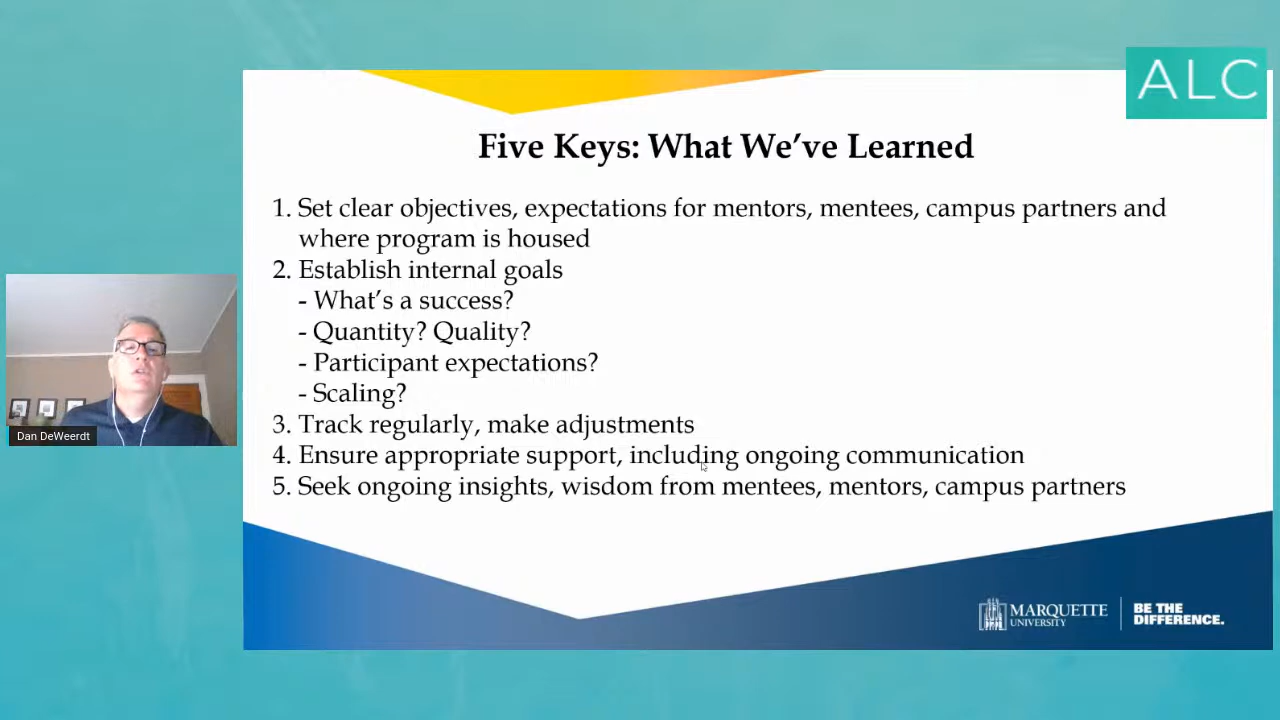 ALC
Five Keys: What We've Learned
1. Set clear objectives, expectations for mentors, mentees, campus partners and
where program is housed
2. Establish internal goals
- What's a success?
- Quantity? Quality?
- Participant expectations?
- Scaling?
3. Track regularly, make adjustments
4. Ensure appropriate support, including ongoing communication
5. Seek ongoing insights, wisdom from mentees, mentors, campus partners
Dan DeWeerdt
MARQUETTE
UNIVERSITY
BE THE
DIFFERENCE.